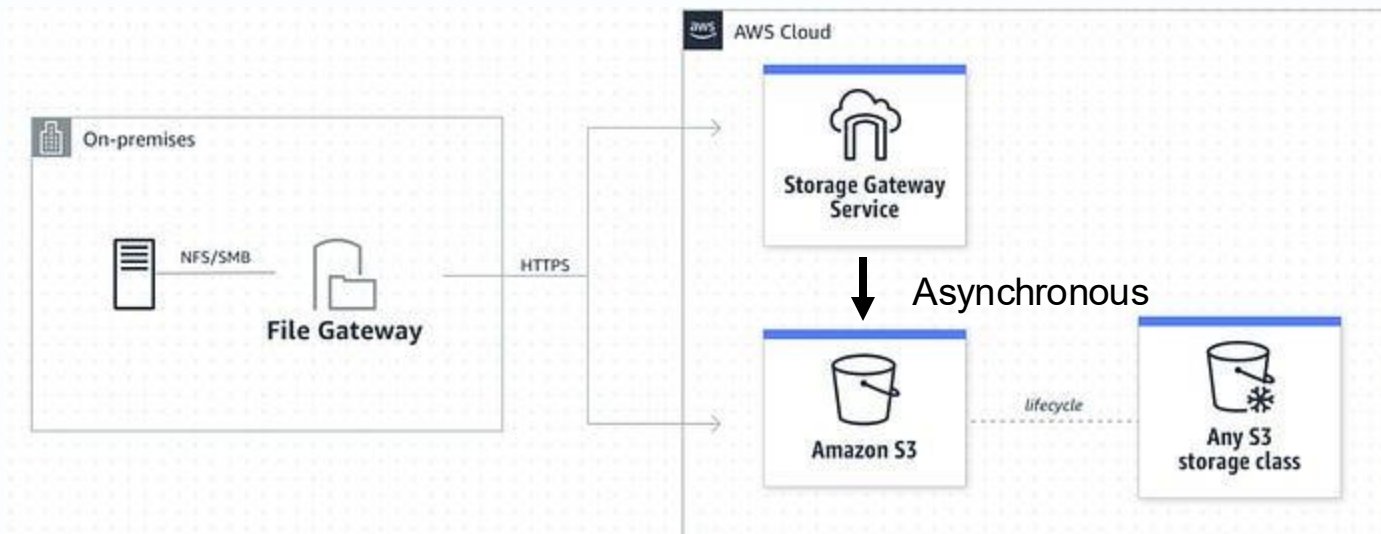 aws
AWS Cloud
On-premises
Storage Gateway
Service
NFS/SMB
HTTPS
File Gateway
Asynchronous
Amazon S3
lifecycle
Any S3
storage class